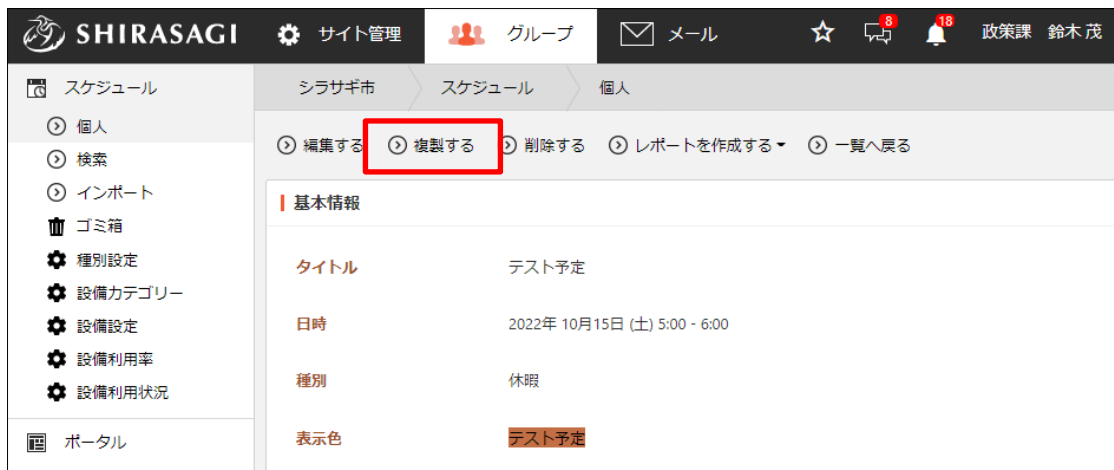 SHIRASAGI サイト管理 グループ メール 8 18 政策課 鈴木 茂
スケジュール
個人
検索
インポート
ゴミ箱
種別設定
設備カテゴリー
設備設定
設備利用率
設備利用状況
ポータル
シラサギ市 スケジュール 個人
編集する 複製する 削除する レポートを作成する 一覧へ戻る
基本情報
タイトル テスト予定
日時 2022年 10月15日 (土) 5:00 - 6:00
種別 休暇
表示色 テスト予定